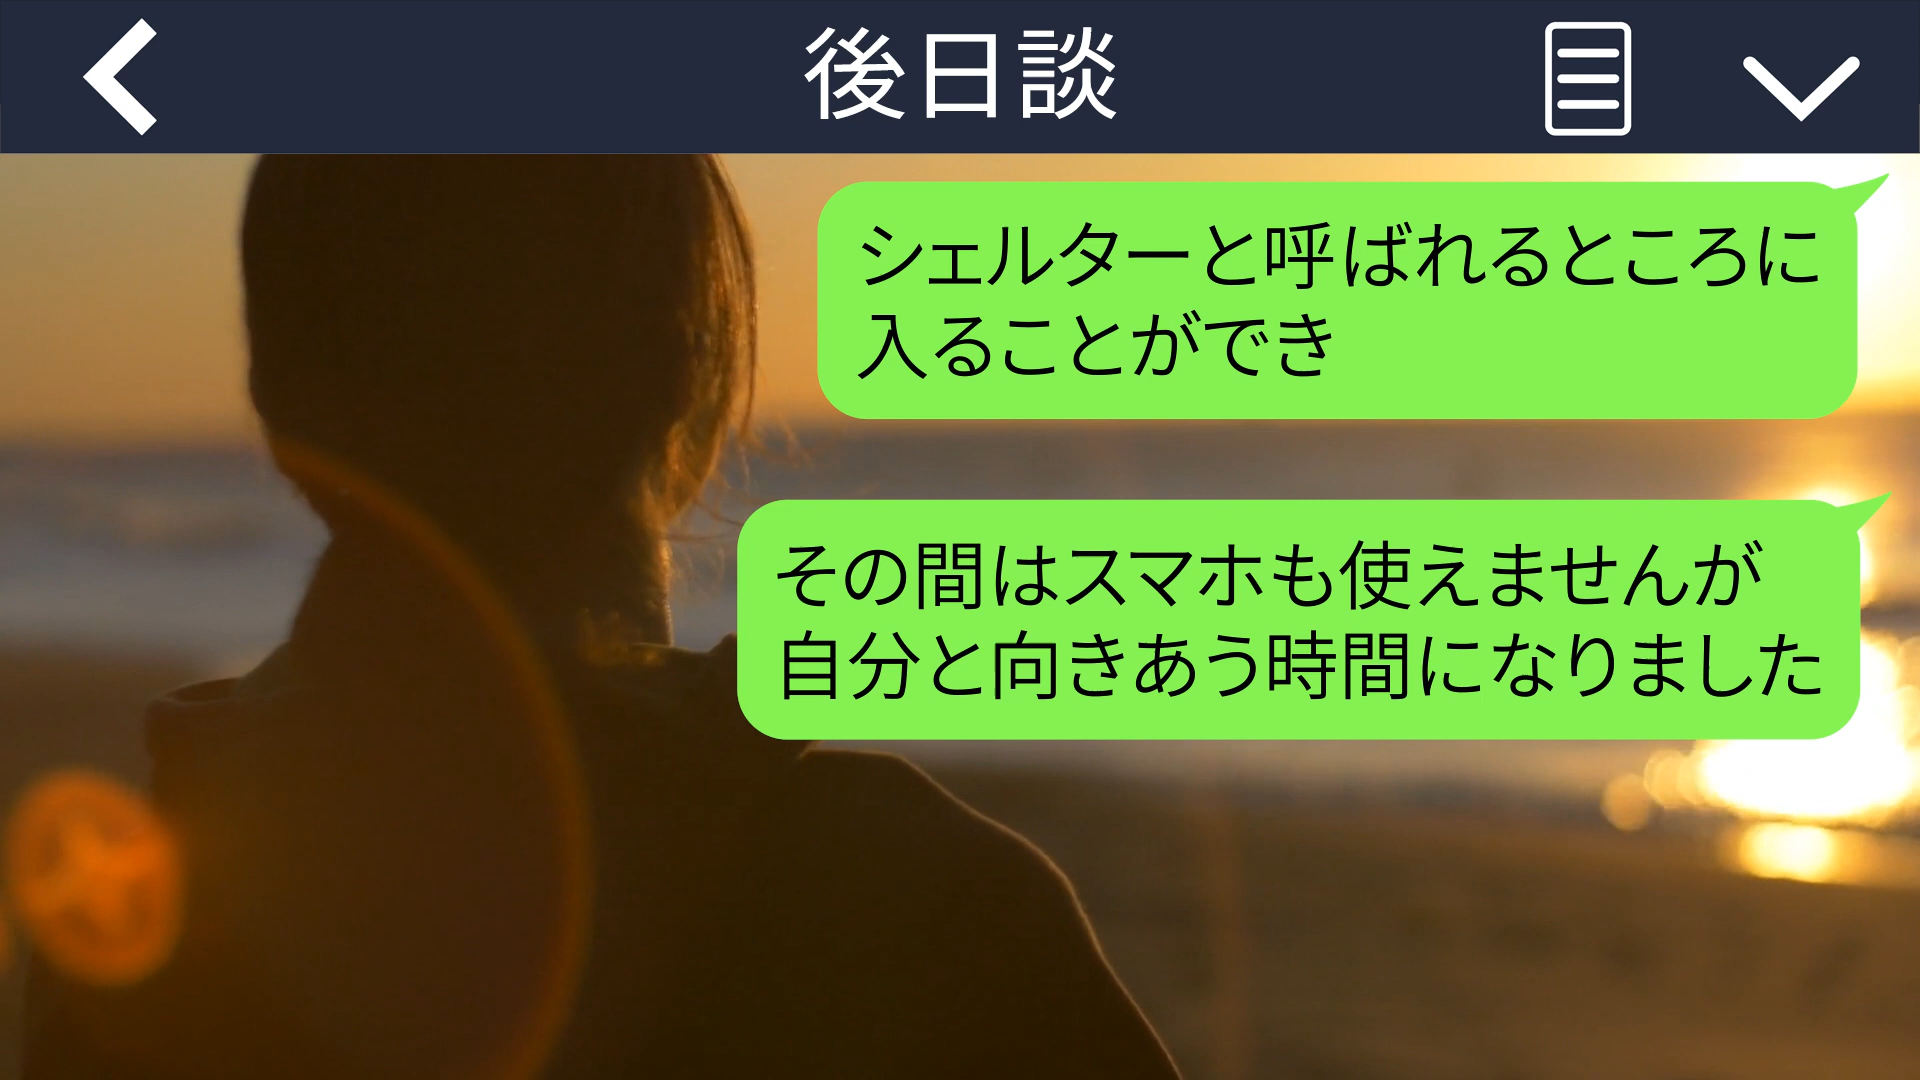 後日談
シェルターと呼ばれるところに
入ることができ
その間はスマホも使えませんが
自分と向きあう時間になりました